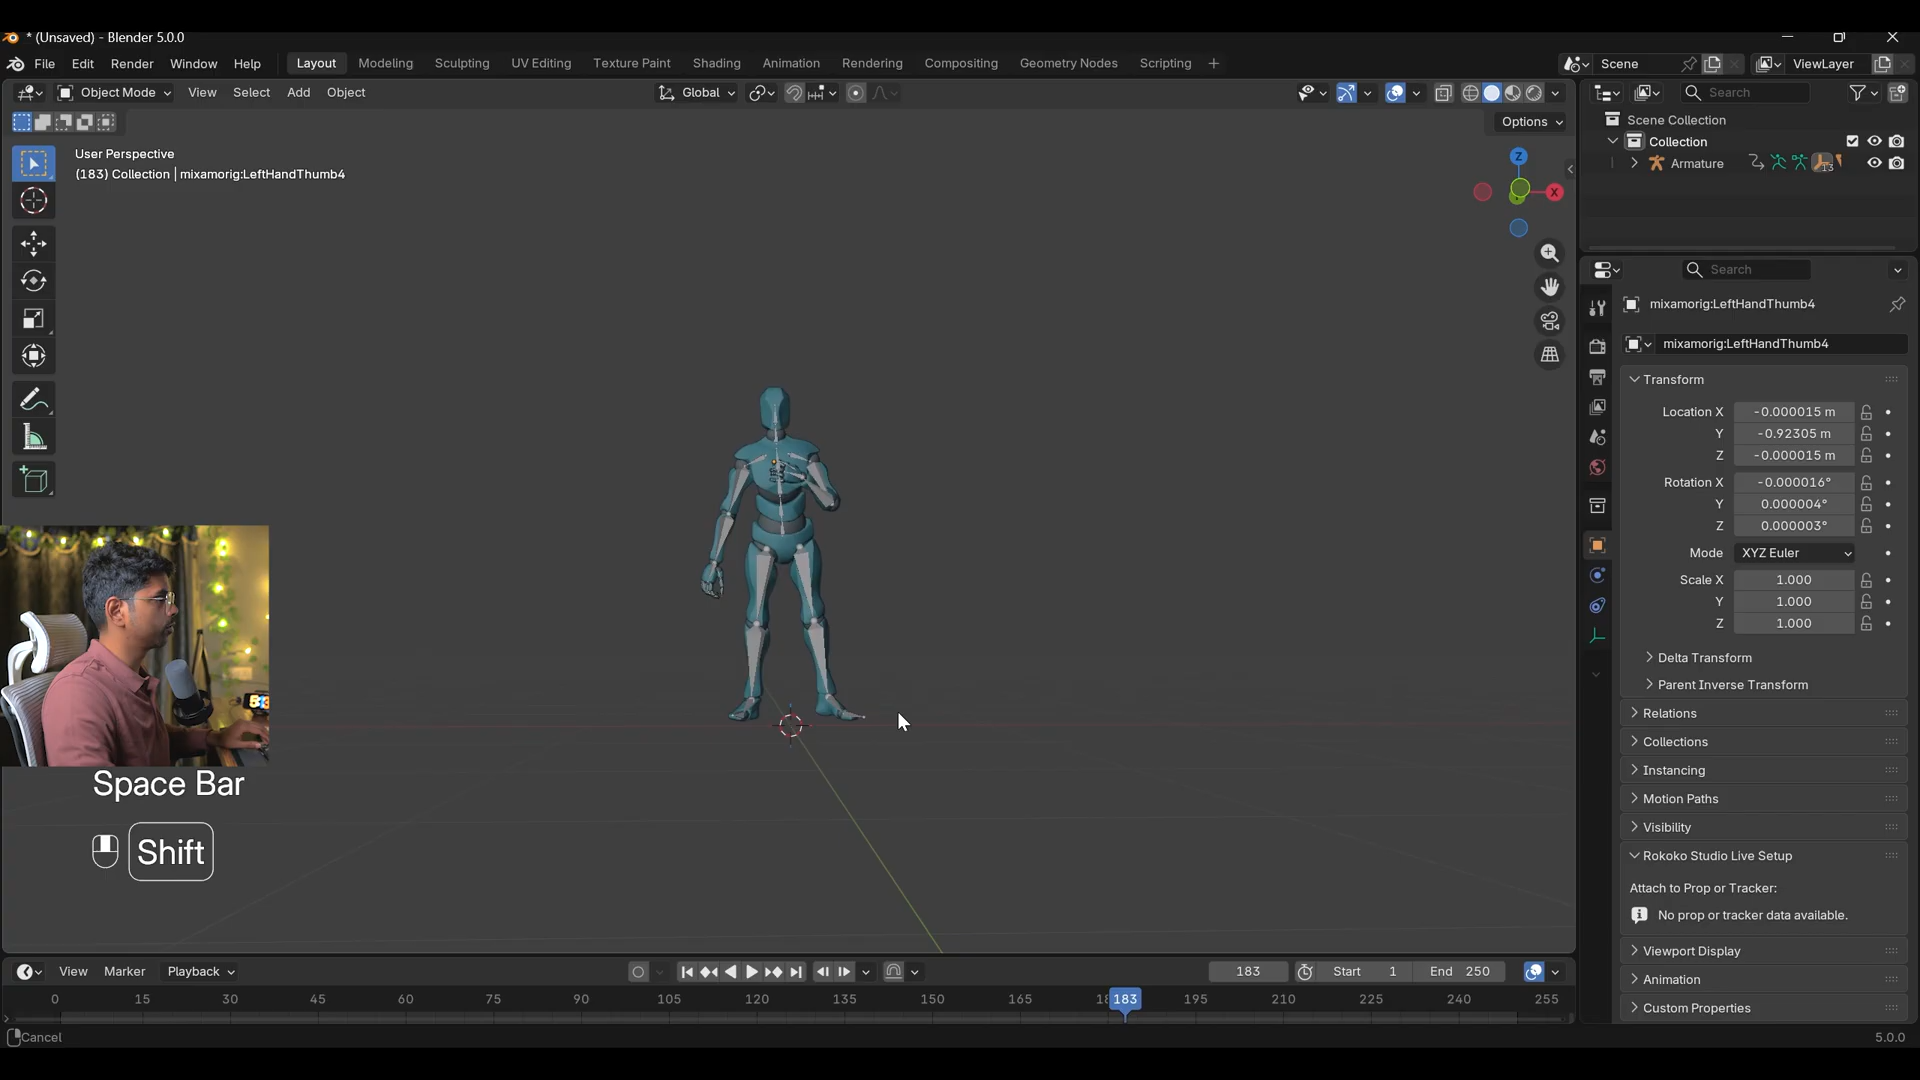 * (Unsaved) - Blender 5.0.0
File Edit Render Window Help Layout Modeling Sculpting UV Editing Texture Paint Shading Animation Rendering Compositing Geometry Nodes Scripting + Scene ViewLayer
Object Mode View Select Add Object Global Search
Options
Scene Collection
Collection
Armature 13
User Perspective
(183) Collection | mixamorig:LeftHandThumb4
Z
X
Search
mixamorig:LeftHandThumb4
mixamorig:LeftHandThumb4
Transform
Location X -0.000015 m
Y -0.92305 m
Z -0.000015 m
Rotation X -0.000016°
Y 0.000004°
Z 0.000003°
Mode XYZ Euler
Scale X 1.000
Y 1.000
Z 1.000
Delta Transform
Parent Inverse Transform
Relations
Collections
Instancing
Motion Paths
Visibility
Rokoko Studio Live Setup
Attach to Prop or Tracker:
No prop or tracker data available.
Viewport Display
Animation
Custom Properties
Space Bar
Shift
View Marker Playback 183 Start 1 End 250
0 15 30 45 60 75 90 105 120 135 150 165 183 195 210 225 240 255
Cancel 5.0.0